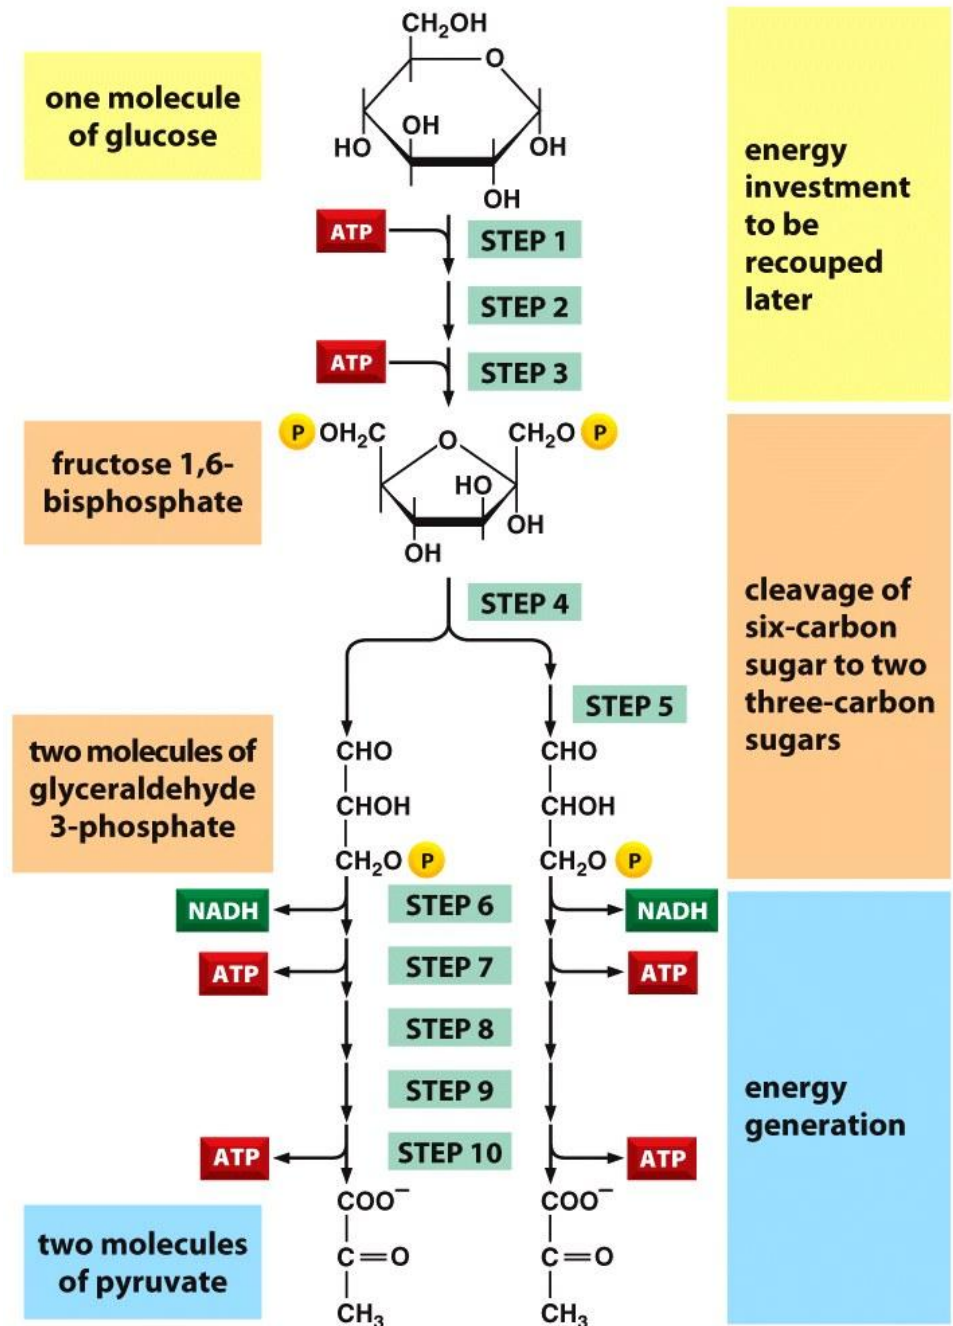 CH₂OH
O
one molecule
of glucose
OH
HO
OH
OH
energy
investment
to be
recouped
later
ATP
STEP 1
STEP 2
ATP
STEP 3
fructose 1,6-
bisphosphate
P OH₂C
O
CH₂O P
HO
OH
OH
STEP 4
cleavage of
six-carbon
sugar to two
three-carbon
sugars
STEP 5
two molecules of
glyceraldehyde
3-phosphate
CHO
CHO
CHOH
CHOH
CH₂O P
CH₂O P
NADH
STEP 6
NADH
ATP
STEP 7
ATP
STEP 8
STEP 9
energy
generation
ATP
STEP 10
ATP
two molecules
of pyruvate
COO⁻
COO⁻
C=O
C=O
CH₃
CH₃